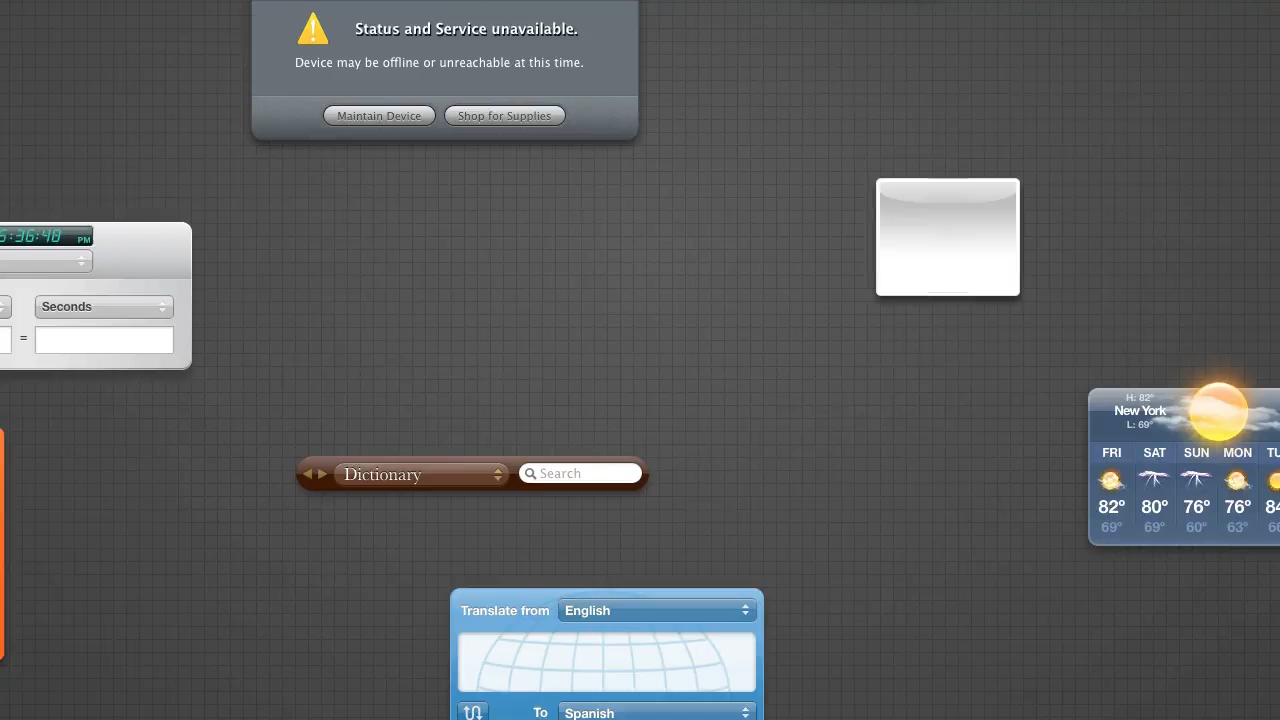 Status and Service unavailable.
Device may be offline or unreachable at this time.
Maintain Device
Shop for Supplies
:36:40 PM
Seconds
=
H: 82°
New York
L: 69°
FRI SAT SUN MON
82° 80° 76° 76°
69° 69° 60° 63°
Dictionary
Search
Translate from English
To Spanish